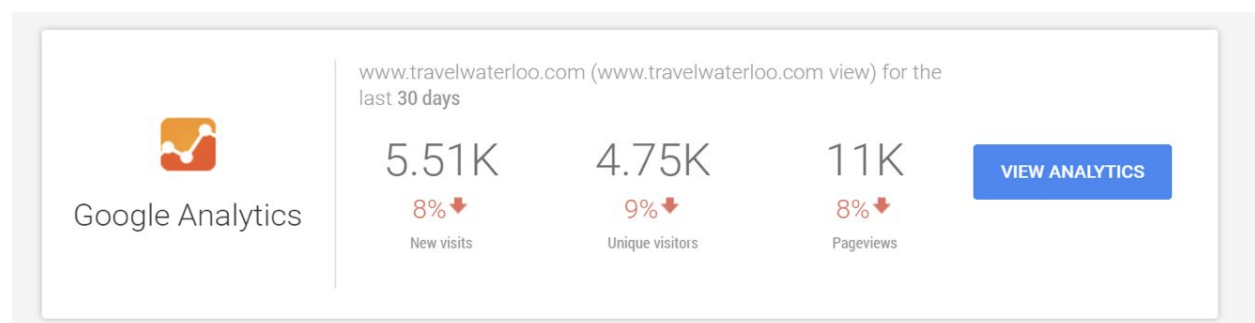 www.travelwaterloo.com (www.travelwaterloo.com view) for the
last 30 days
5.51K 4.75K 11K
VIEW ANALYTICS
Google Analytics
8% 9% 8%
New visits Unique visitors Pageviews